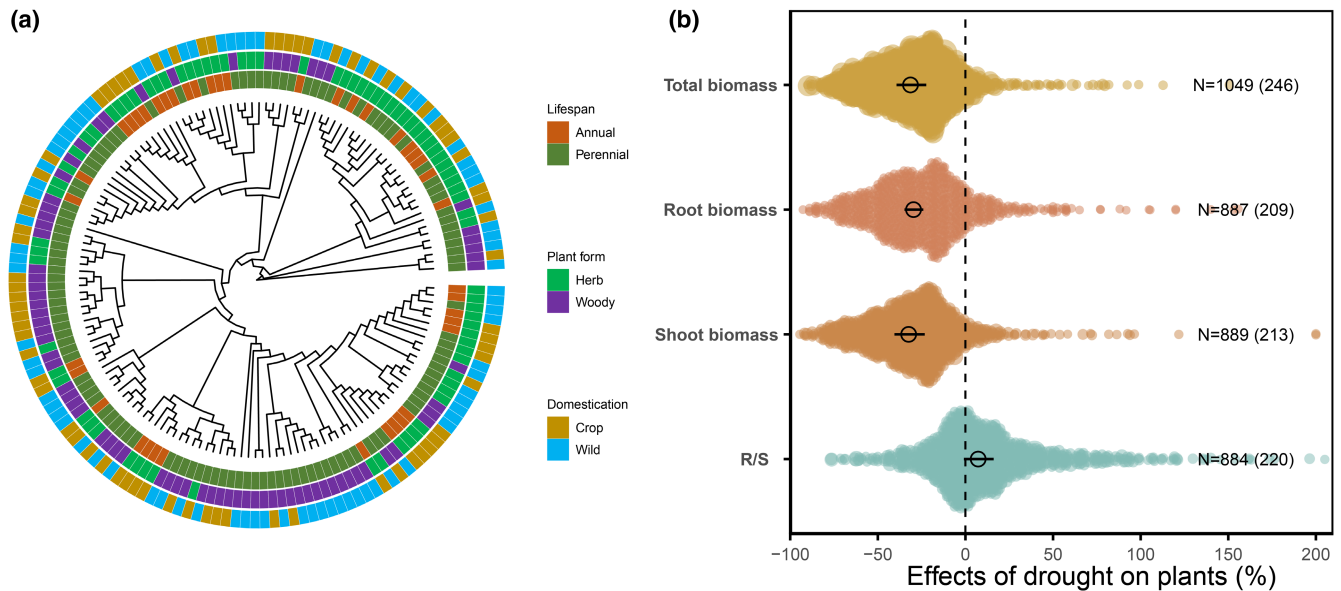 (a)
Lifespan
Annual
Perennial
Plant form
Herb
Woody
Domestication
Crop
Wild
(b)
Total biomass
N=1049 (246)
Root biomass
N=887 (209)
Shoot biomass
N=889 (213)
R/S
N=884 (220)
−100 −50 0 50 100 150 200
Effects of drought on plants (%)